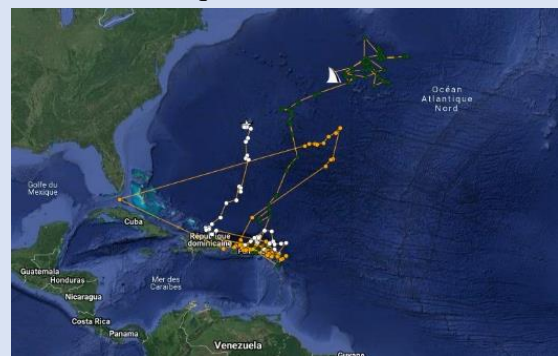 Océan
Atlantique
Nord
Golfe du
Mexique
Cuba
République
dominicaine
Mer des
Caraïbes
Guatemala
Honduras
Nicaragua
Costa Rica
Panama
Venezuela